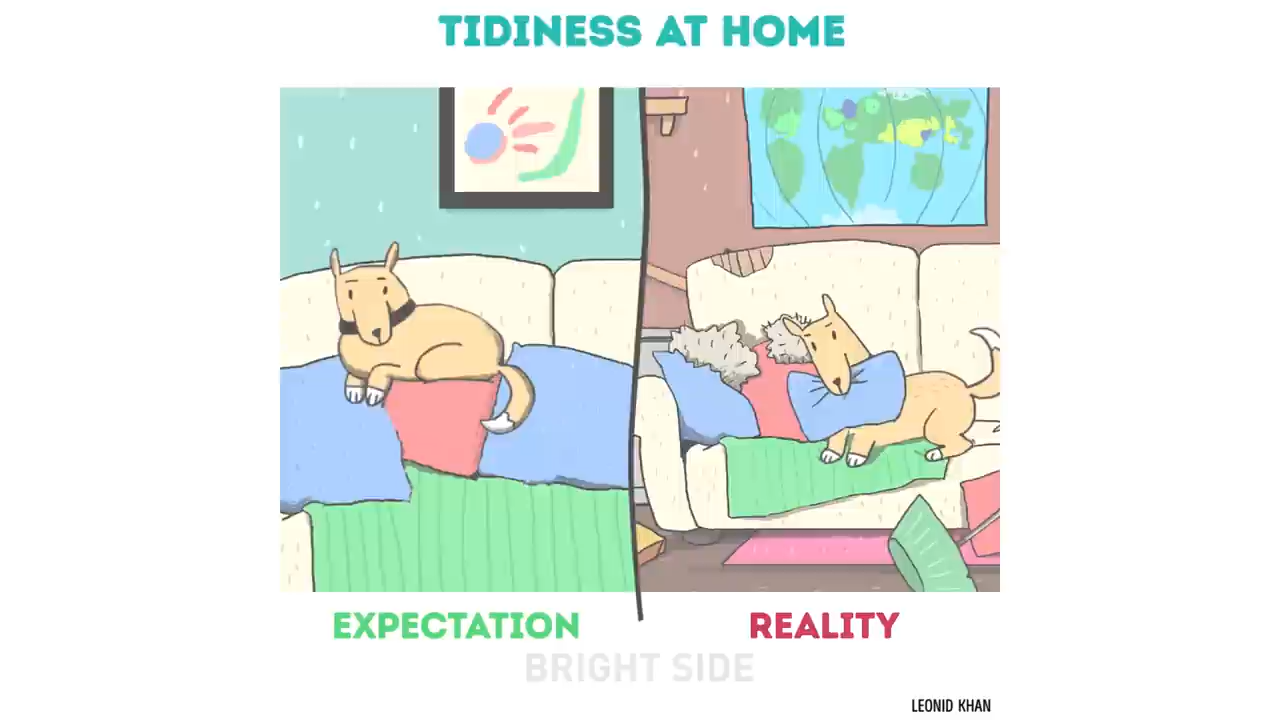 TIDINESS AT HOME
EXPECTATION
REALITY
BRIGHT SIDE
LEONID KHAN